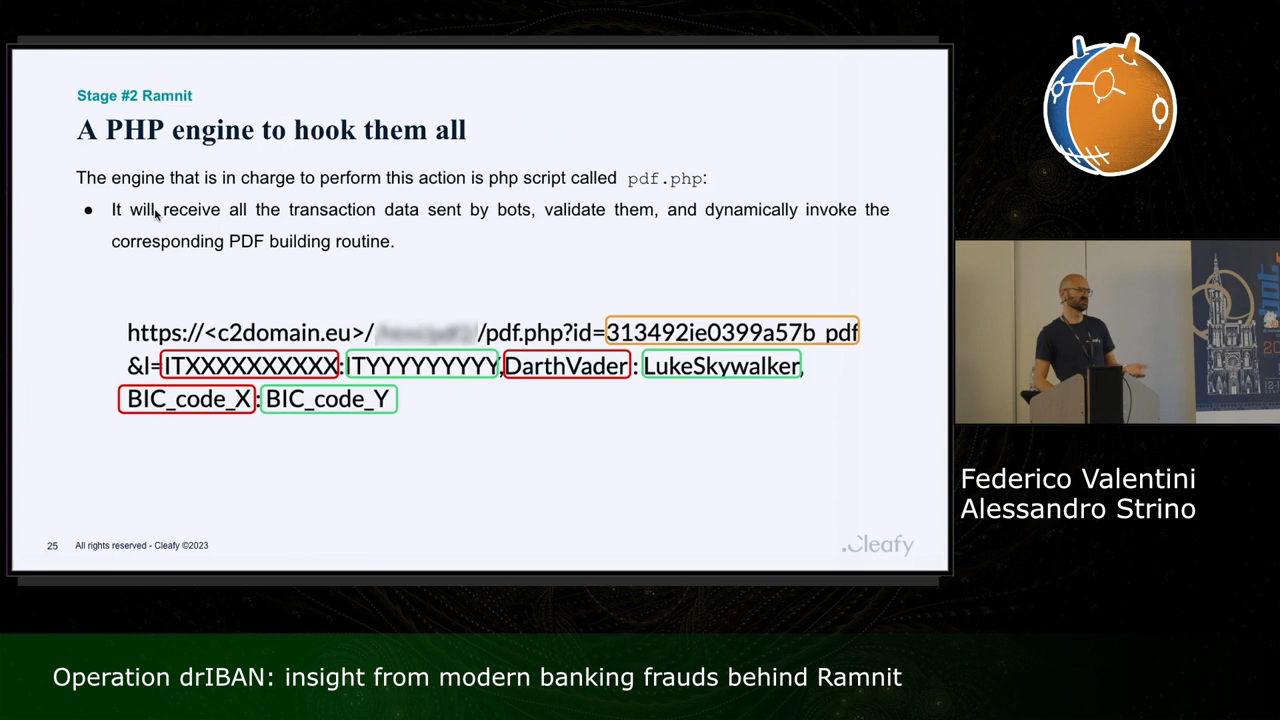 Stage #2 Ramnit
A PHP engine to hook them all
The engine that is in charge to perform this action is php script called pdf.php:
● It will receive all the transaction data sent by bots, validate them, and dynamically invoke the
corresponding PDF building routine.
https://<c2domain.eu>/ /pdf.php?id=313492ie0399a57b_pdf
&l=ITXXXXXXXXXX:ITYYYYYYYYY,DarthVader:LukeSkywalker,
BIC_code_X:BIC_code_Y
25 All rights reserved - Cleafy ©2023
.Cleafy
Federico Valentini
Alessandro Strino
Operation drIBAN: insight from modern banking frauds behind Ramnit